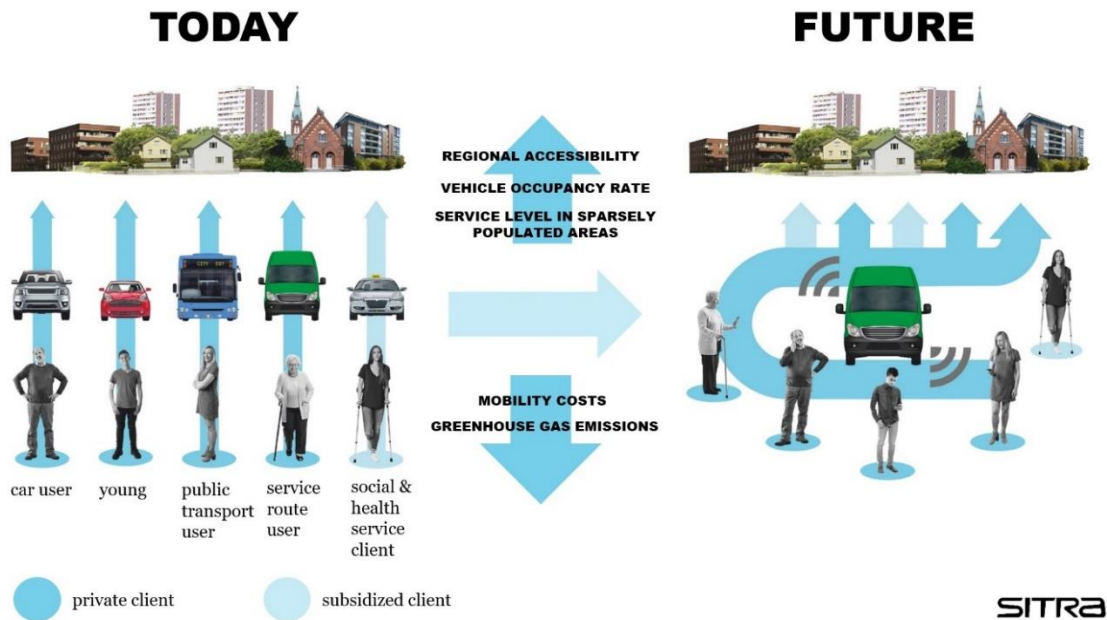 TODAY
FUTURE
REGIONAL ACCESSIBILITY
VEHICLE OCCUPANCY RATE
SERVICE LEVEL IN SPARSELY
POPULATED AREAS
MOBILITY COSTS
GREENHOUSE GAS EMISSIONS
car user
young
public
transport
user
service
route
user
social &
health
service
client
private client
subsidized client
SITRA